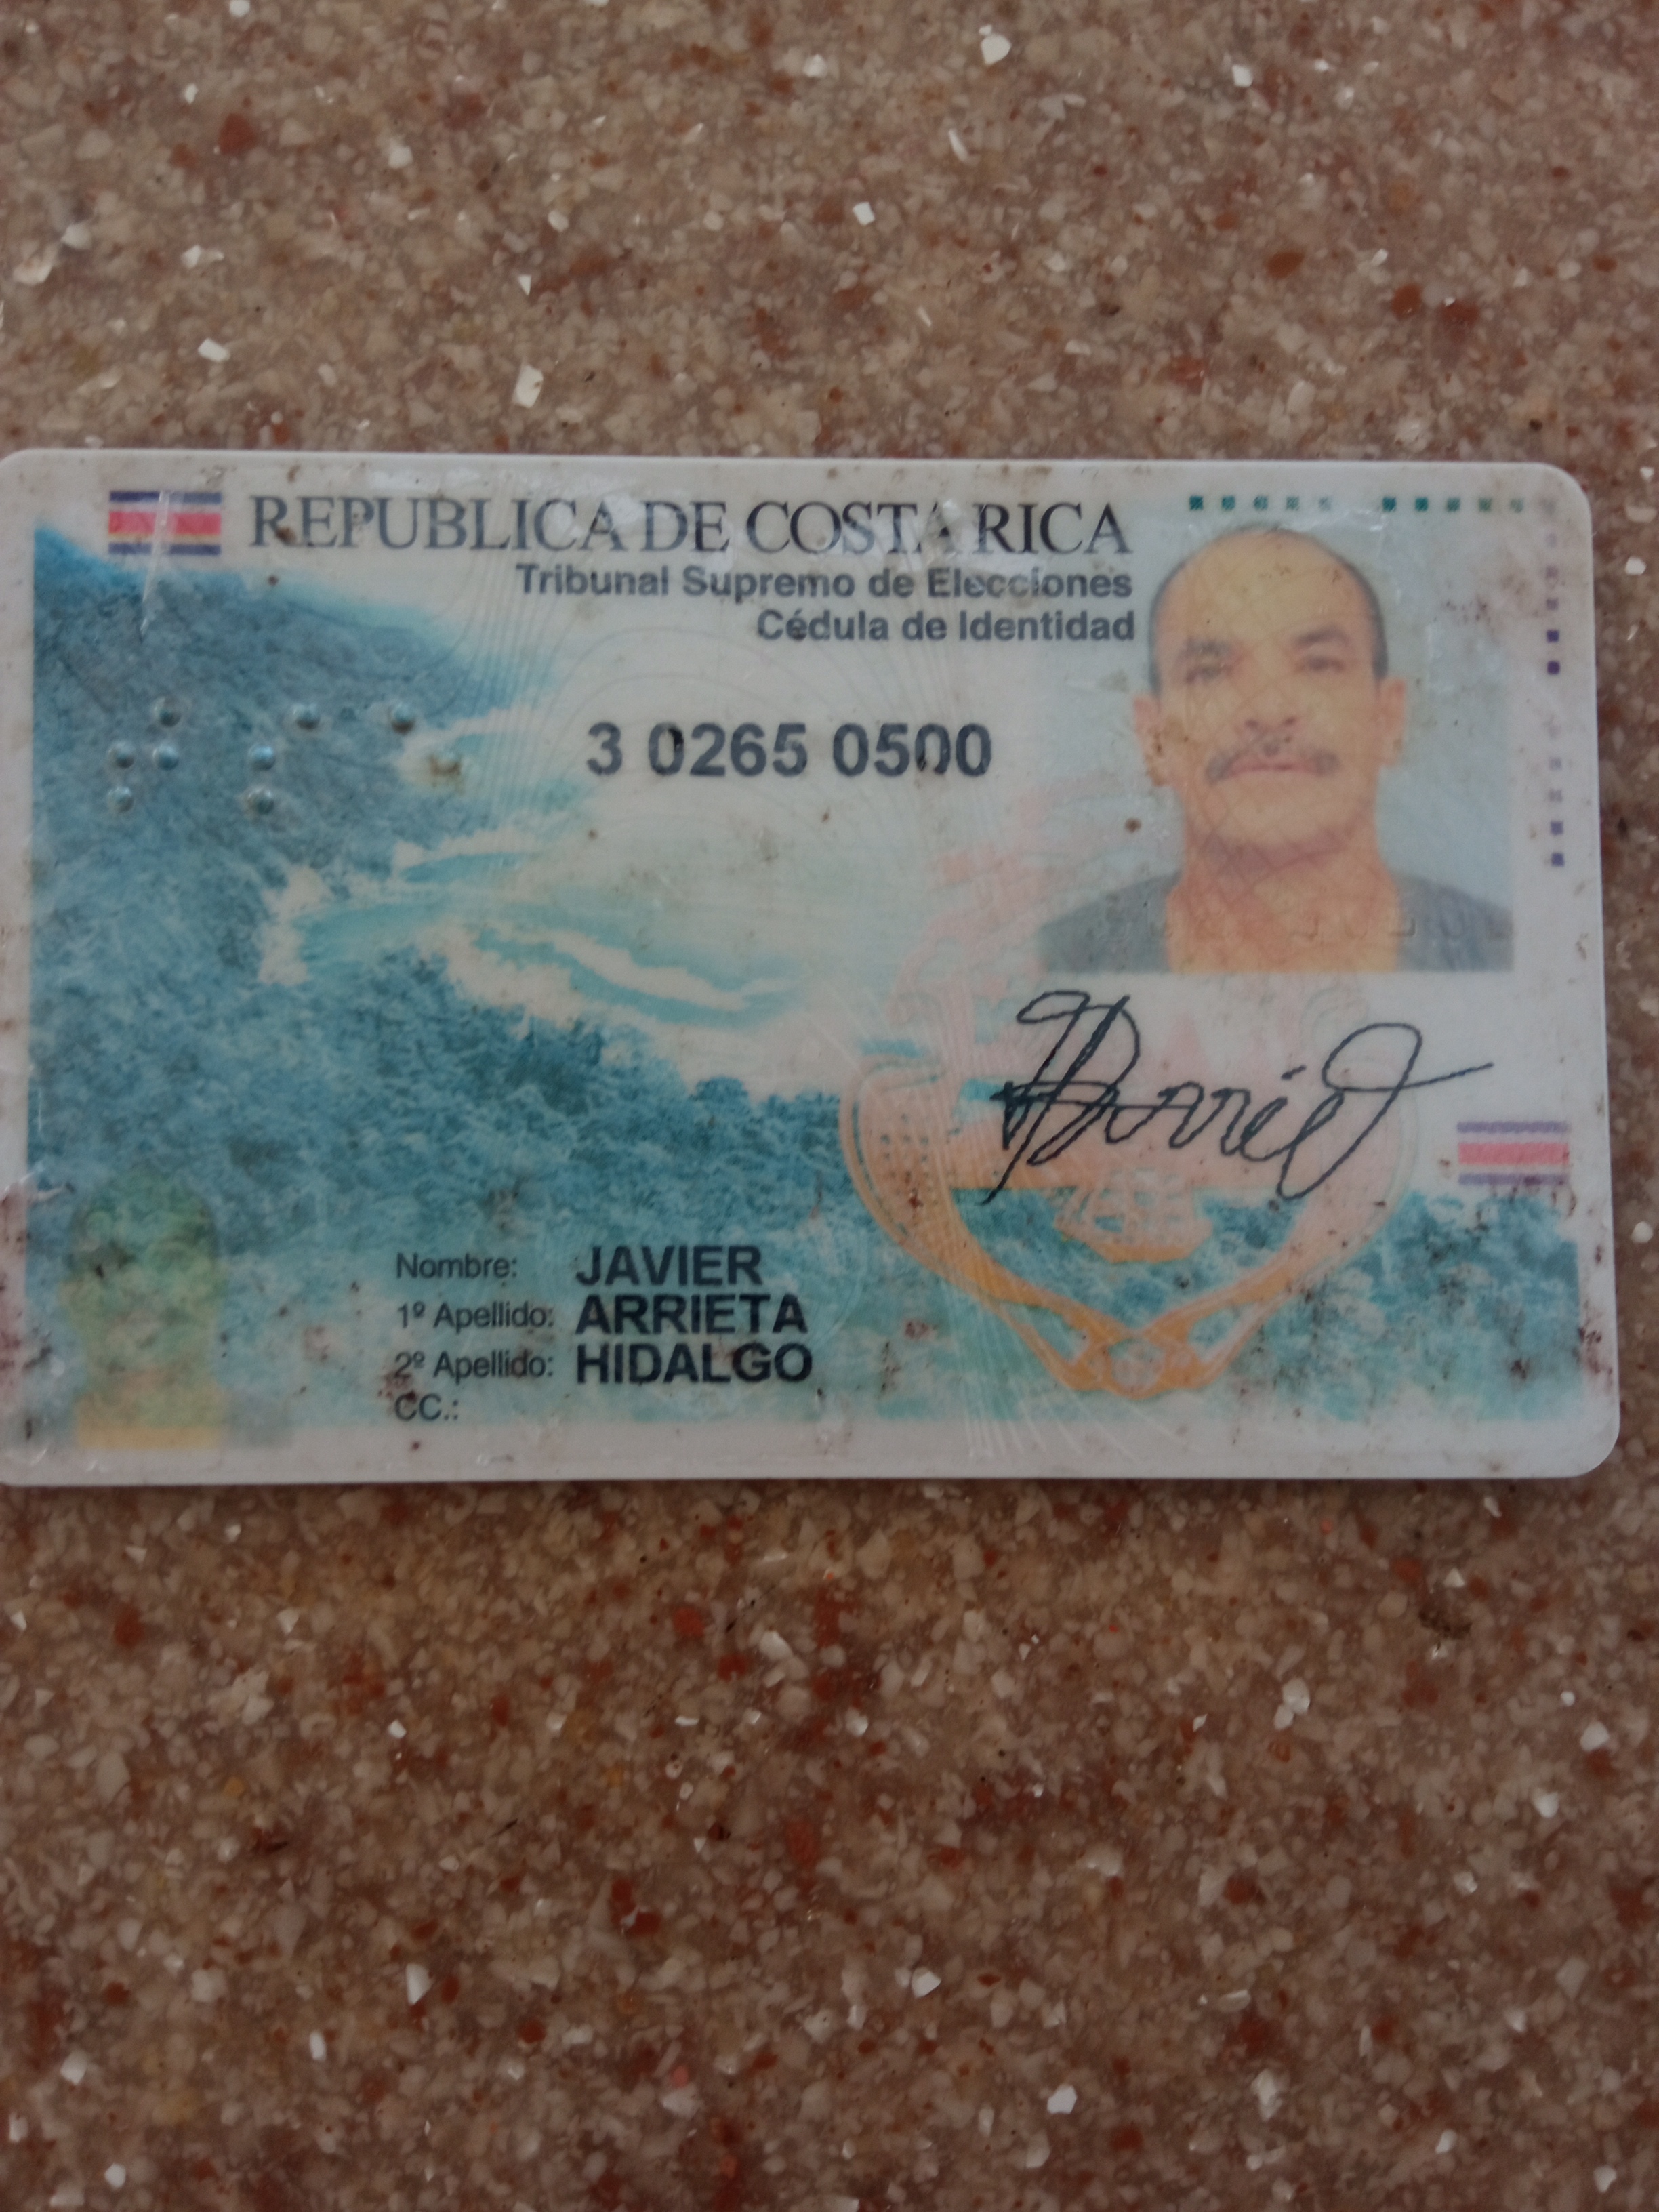 REPUBLICA DE COSTA RICA
Tribunal Supremo de Elecciones
Cédula de Identidad
3 0265 0500
Nombre: JAVIER
1º Apellido: ARRIETA
2º Apellido: HIDALGO
CC.: